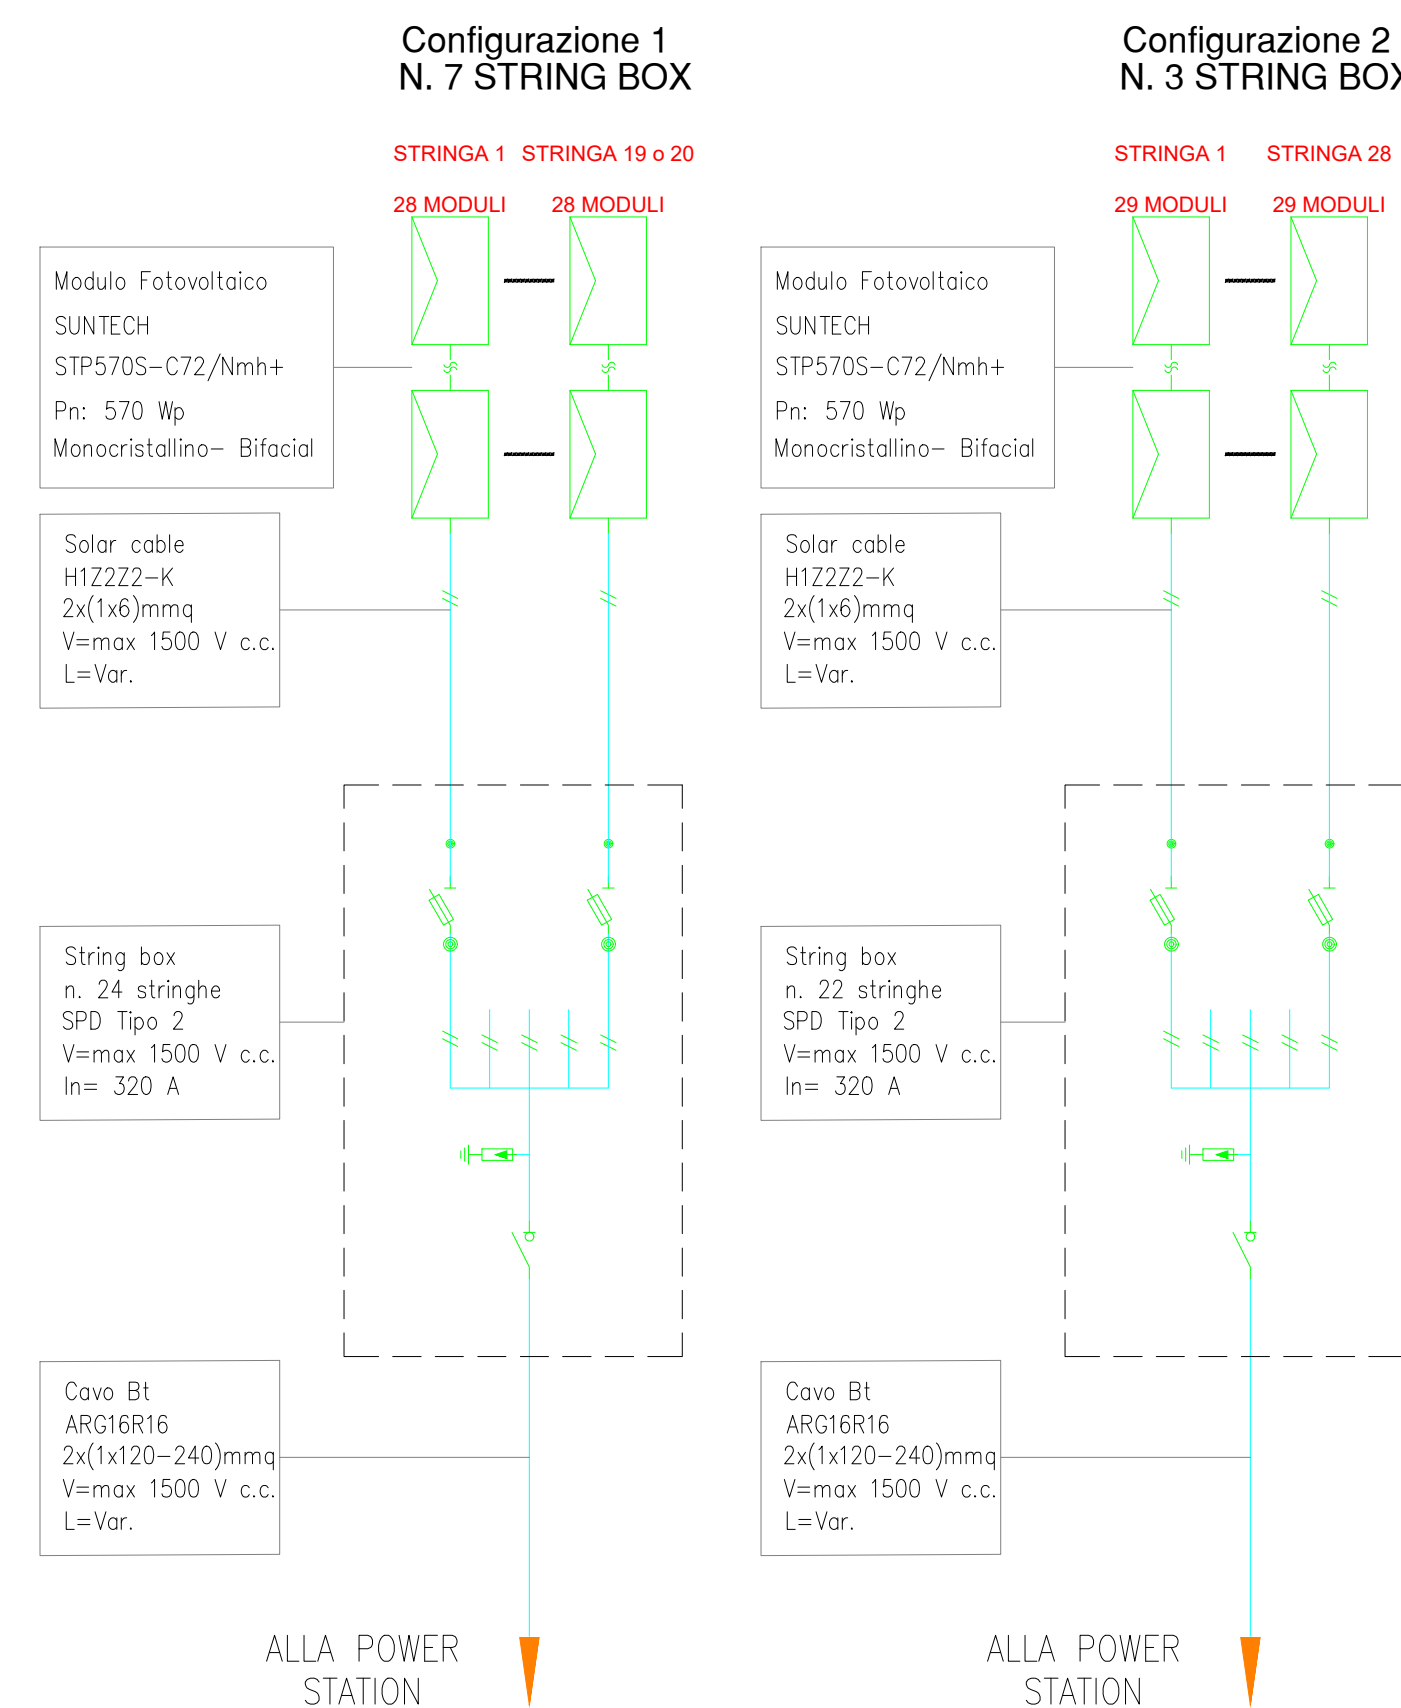 Configurazione 1
N. 7 STRING BOX
STRINGA 1 STRINGA 19 o 20
28 MODULI 28 MODULI
Modulo Fotovoltaico
SUNTECH
STP570S-C72/Nmh+
Pn: 570 Wp
Monocristallino- Bifacial
Solar cable
H1Z2Z2-K
2x(1x6)mmq
V=max 1500 V c.c.
L=Var.
String box
n. 24 stringhe
SPD Tipo 2
V=max 1500 V c.c.
In= 320 A
Cavo Bt
ARG16R16
2x(1x120-240)mmq
V=max 1500 V c.c.
L=Var.
ALLA POWER
STATION
Configurazione 2
N. 3 STRING BOX
STRINGA 1 STRINGA 28
29 MODULI 29 MODULI
Modulo Fotovoltaico
SUNTECH
STP570S-C72/Nmh+
Pn: 570 Wp
Monocristallino- Bifacial
Solar cable
H1Z2Z2-K
2x(1x6)mmq
V=max 1500 V c.c.
L=Var.
String box
n. 22 stringhe
SPD Tipo 2
V=max 1500 V c.c.
In= 320 A
Cavo Bt
ARG16R16
2x(1x120-240)mmq
V=max 1500 V c.c.
L=Var.
ALLA POWER
STATION